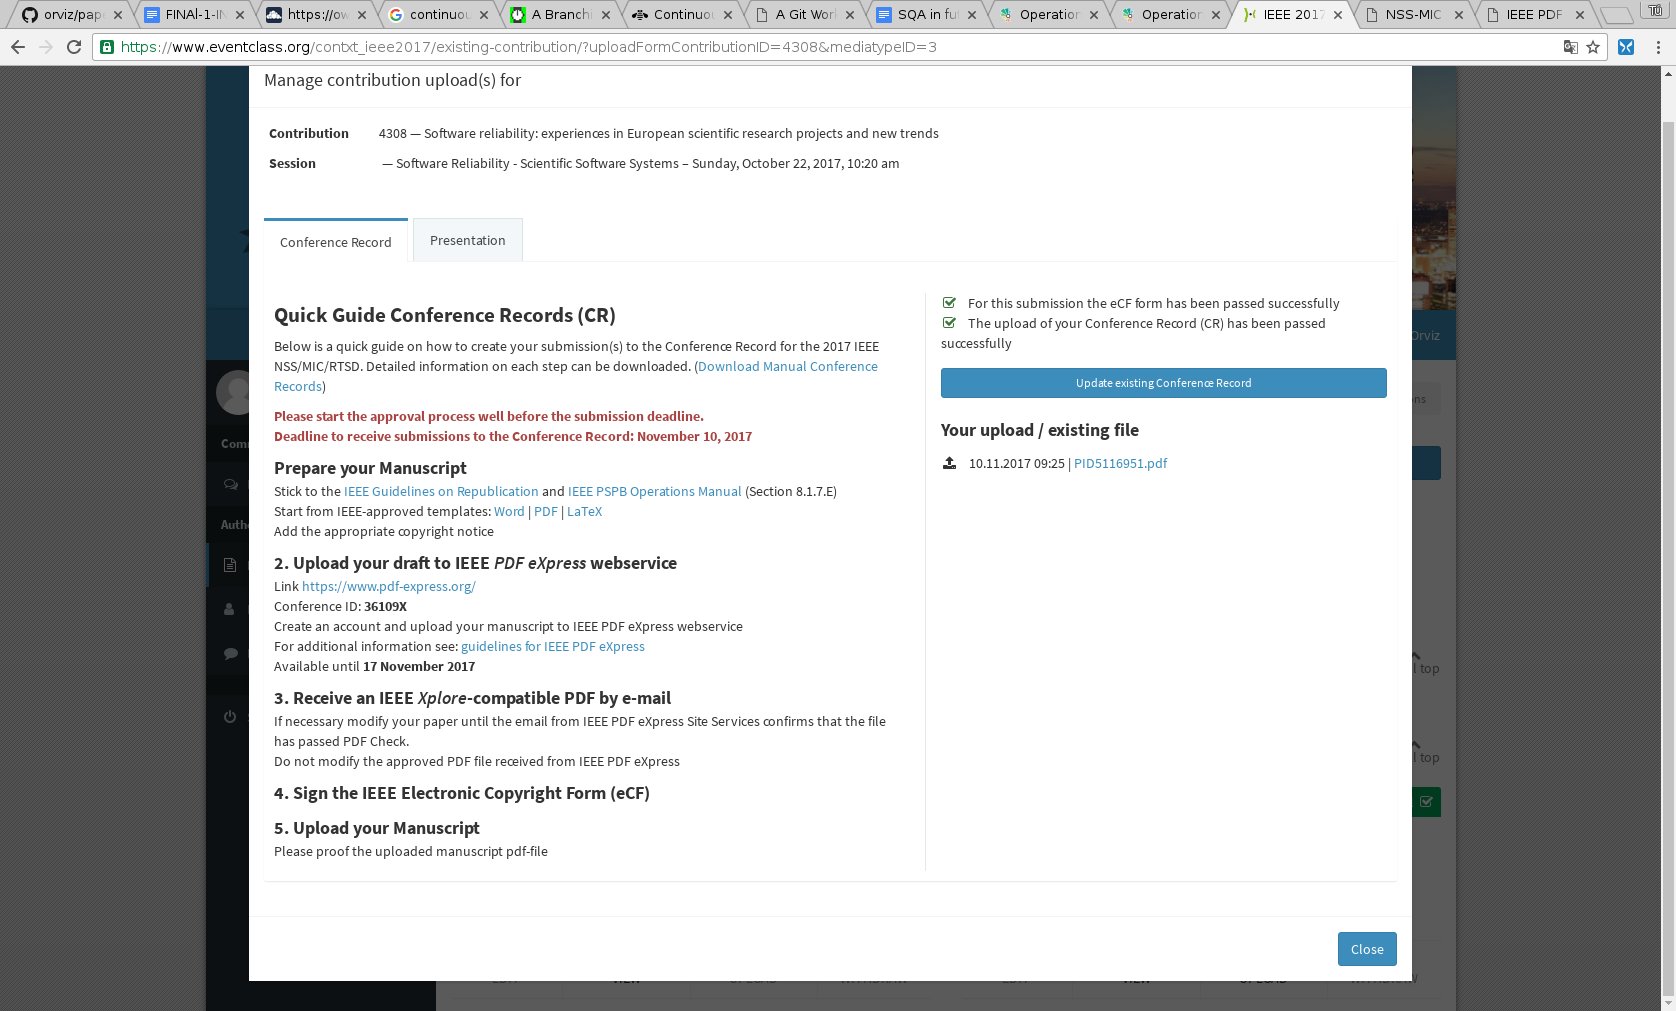 orviz/pap
FINAl-1-IN
https://ow
continuou
A Branchi
Continuou
A Git Wor
SQA in fut
Operation
Operation
IEEE 2017
NSS-MIC
IEEE PDF
https://www.eventclass.org/contxt_ieee2017/existing-contribution/?uploadFormContributionID=4308&mediatypeID=3
Manage contribution upload(s) for
Contribution 4308 — Software reliability: experiences in European scientific research projects and new trends
Session — Software Reliability - Scientific Software Systems – Sunday, October 22, 2017, 10:20 am
Conference Record
Presentation
Quick Guide Conference Records (CR)
Below is a quick guide on how to create your submission(s) to the Conference Record for the 2017 IEEE
NSS/MIC/RTSD. Detailed information on each step can be downloaded. (Download Manual Conference
Records)
Please start the approval process well before the submission deadline.
Deadline to receive submissions to the Conference Record: November 10, 2017
Prepare your Manuscript
Stick to the IEEE Guidelines on Republication and IEEE PSPB Operations Manual (Section 8.1.7.E)
Start from IEEE-approved templates: Word | PDF | LaTeX
Add the appropriate copyright notice
2. Upload your draft to IEEE PDF eXpress webservice
Link https://www.pdf-express.org/
Conference ID: 36109X
Create an account and upload your manuscript to IEEE PDF eXpress webservice
For additional information see: guidelines for IEEE PDF eXpress
Available until 17 November 2017
3. Receive an IEEE Xplore-compatible PDF by e-mail
If necessary modify your paper until the email from IEEE PDF eXpress Site Services confirms that the file
has passed PDF Check.
Do not modify the approved PDF file received from IEEE PDF eXpress
4. Sign the IEEE Electronic Copyright Form (eCF)
5. Upload your Manuscript
Please proof the uploaded manuscript pdf-file
For this submission the eCF form has been passed successfully
The upload of your Conference Record (CR) has been passed
successfully
Update existing Conference Record
Your upload / existing file
10.11.2017 09:25 | PID5116951.pdf
Close
Orviz
ons
Com
Auth
l top
l top